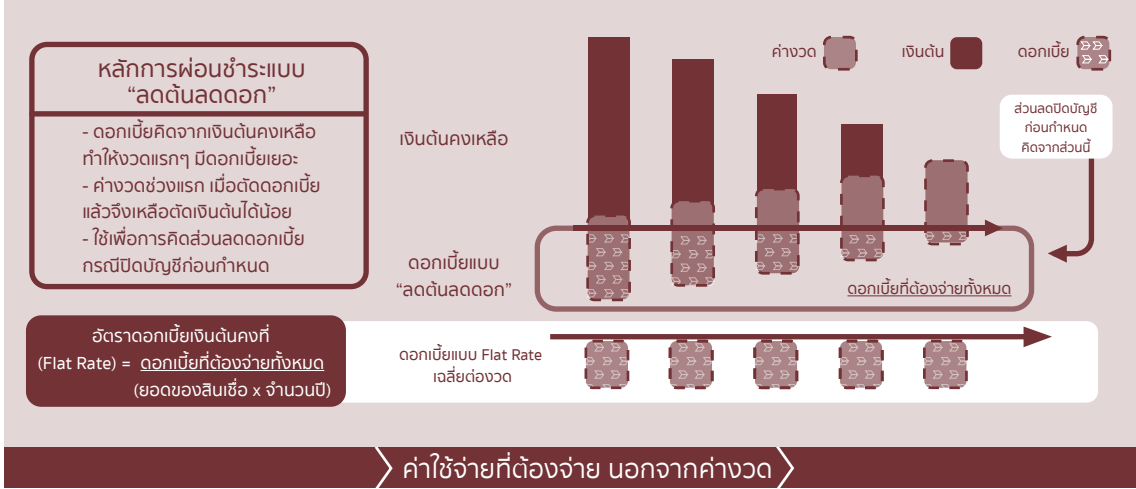 หลักการผ่อนชำระแบบ
“ลดต้นลดดอก”
- ดอกเบี้ยคิดจากเงินต้นคงเหลือ
ทำให้งวดแรกๆ มีดอกเบี้ยเยอะ
- ค่างวดช่วงแรก เมื่อตัดดอกเบี้ย
แล้วจึงเหลือตัดเงินต้นได้น้อย
- ใช้เพื่อการคิดส่วนลดดอกเบี้ย
กรณีปิดบัญชีก่อนกำหนด
ค่างวด
เงินต้น
ดอกเบี้ย
เงินต้นคงเหลือ
ส่วนลดปิดบัญชี
ก่อนกำหนด
คิดจากส่วนนี้
ดอกเบี้ยแบบ
“ลดต้นลดดอก”
ดอกเบี้ยที่ต้องจ่ายทั้งหมด
อัตราดอกเบี้ยเงินต้นคงที่
(Flat Rate) = ดอกเบี้ยที่ต้องจ่ายทั้งหมด
(ยอดของสินเชื่อ x จำนวนปี)
ดอกเบี้ยแบบ Flat Rate
เฉลี่ยต่องวด
ค่าใช้จ่ายที่ต้องจ่าย นอกจากค่างวด